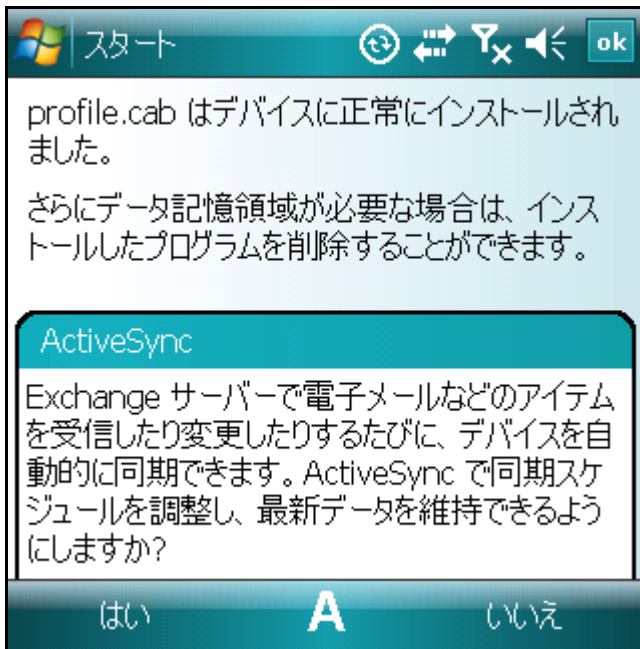 スタート
ok
profile.cab はデバイスに正常にインストールされ
ました。
さらにデータ記憶領域が必要な場合は、インス
トールしたプログラムを削除することができます。
ActiveSync
Exchange サーバーで電子メールなどのアイテム
を受信したり変更したりするたびに、デバイスを自
動的に同期できます。ActiveSync で同期スケ
ジュールを調整し、最新データを維持できるよう
にしますか?
はい
A
いいえ